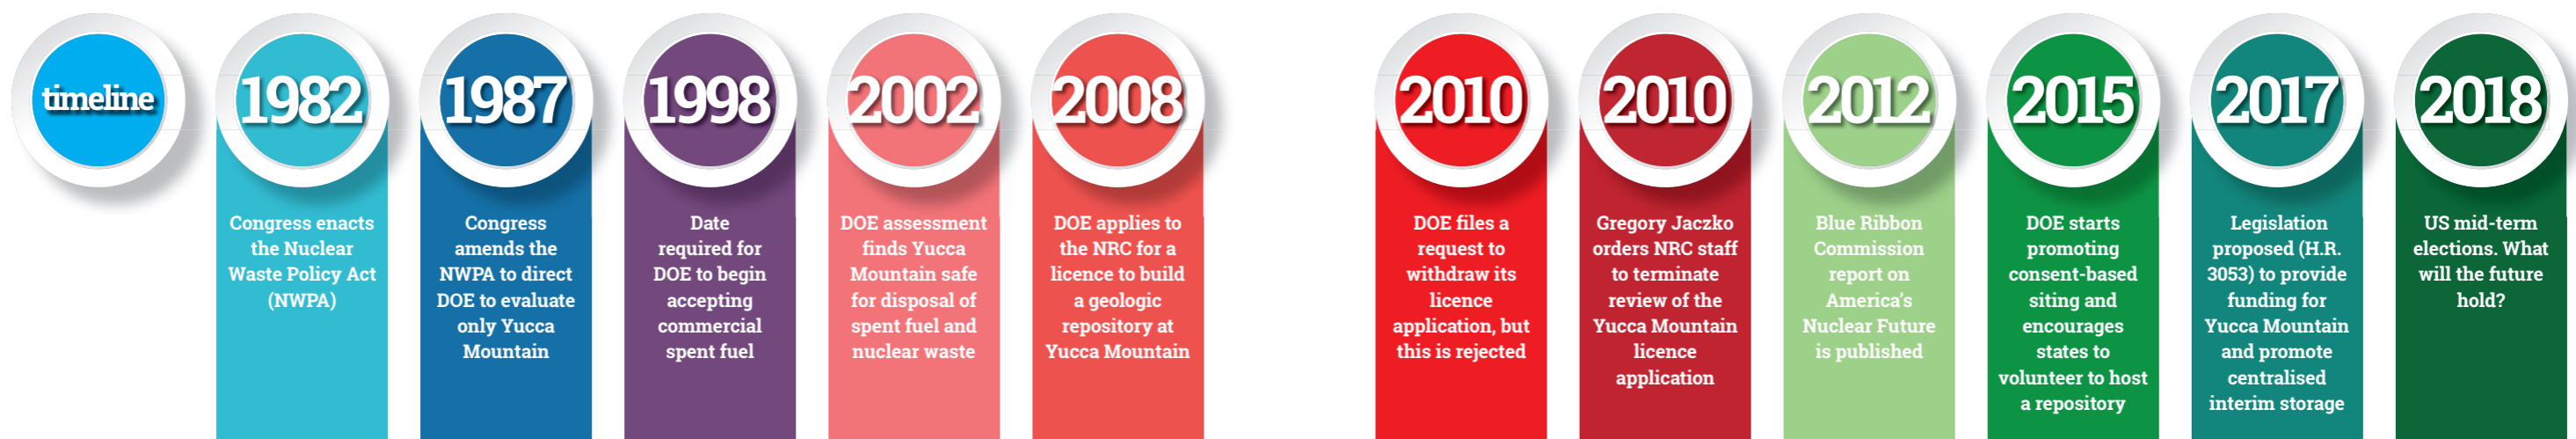 timeline
1982
Congress enacts
the Nuclear
Waste Policy Act
(NWPA)
1987
Congress
amends the
NWPA to direct
DOE to evaluate
only Yucca
Mountain
1998
Date
required for
DOE to begin
accepting
commercial
spent fuel
2002
DOE assessment
finds Yucca
Mountain safe
for disposal of
spent fuel and
nuclear waste
2008
DOE applies to
the NRC for a
licence to build
a geologic
repository at
Yucca Mountain
2010
DOE files a
request to
withdraw its
licence
application, but
this is rejected
2010
Gregory Jaczko
orders NRC staff
to terminate
review of the
Yucca Mountain
licence
application
2012
Blue Ribbon
Commission
report on
America's
Nuclear Future
is published
2015
DOE starts
promoting
consent-based
siting and
encourages
states to
volunteer to host
a repository
2017
Legislation
proposed (H.R.
3053) to provide
funding for
Yucca Mountain
and promote
centralised
interim storage
2018
US mid-term
elections. What
will the future
hold?